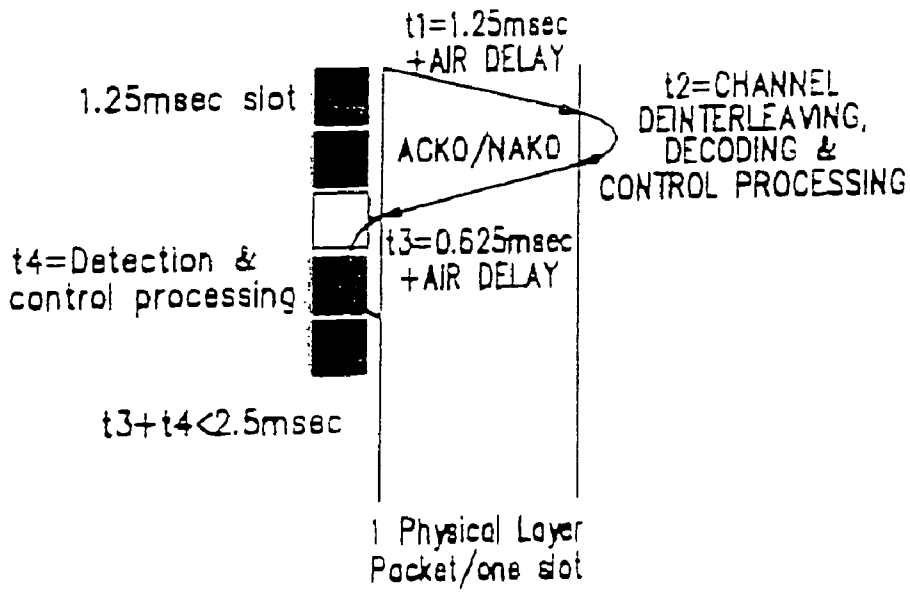 t1=1.25msec
+AIR DELAY
1.25msec slot
t2=CHANNEL
DEINTERLEAVING,
DECODING &
CONTROL PROCESSING
ACKO/NAKO
t3=0.625msec
+AIR DELAY
t4=Detection &
control processing
t3+t4<2.5msec
1 Physical Layer
Packet/one slot